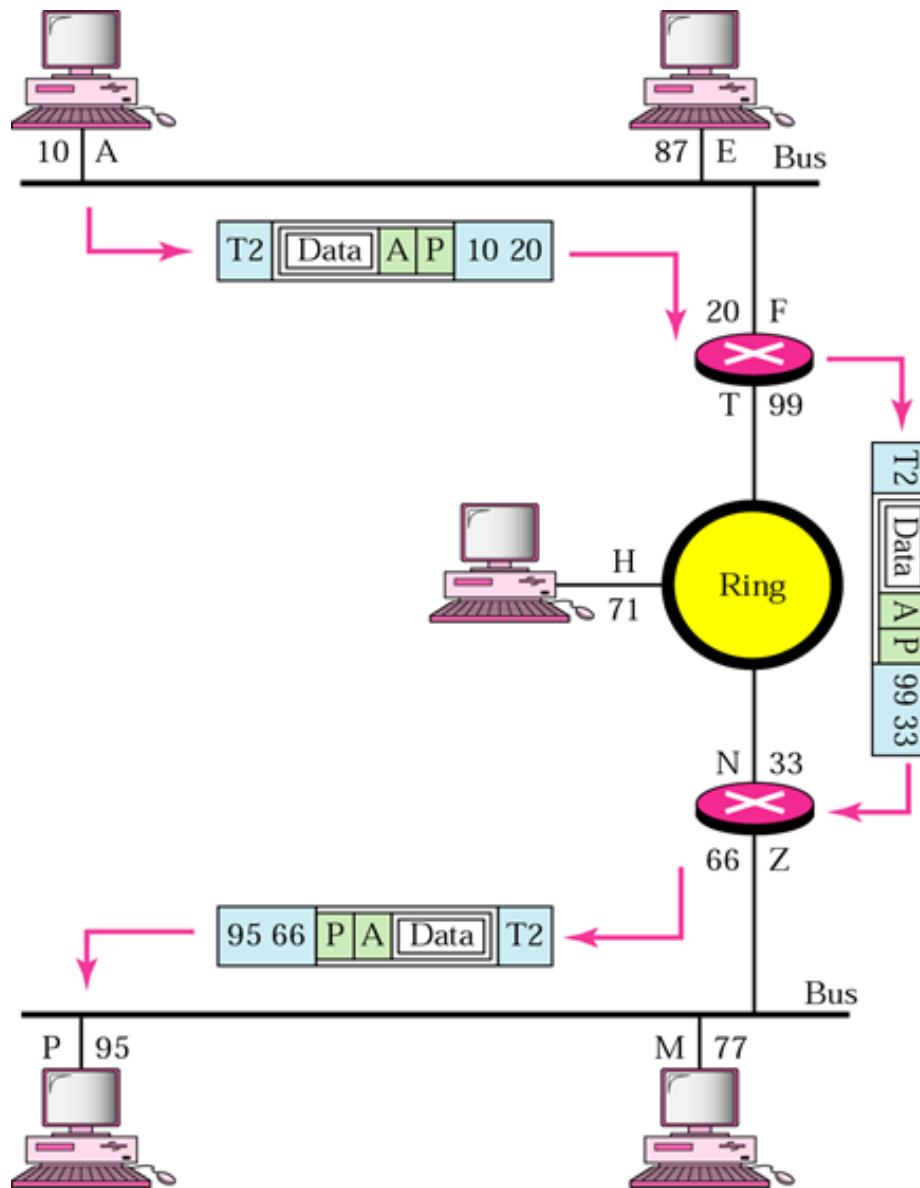 10 A
87 E
Bus
T2 Data A P 10 20
20 F
T 99
T2 Data A P 99 33
H
71
Ring
N 33
66 Z
95 66 P A Data T2
Bus
P 95
M 77